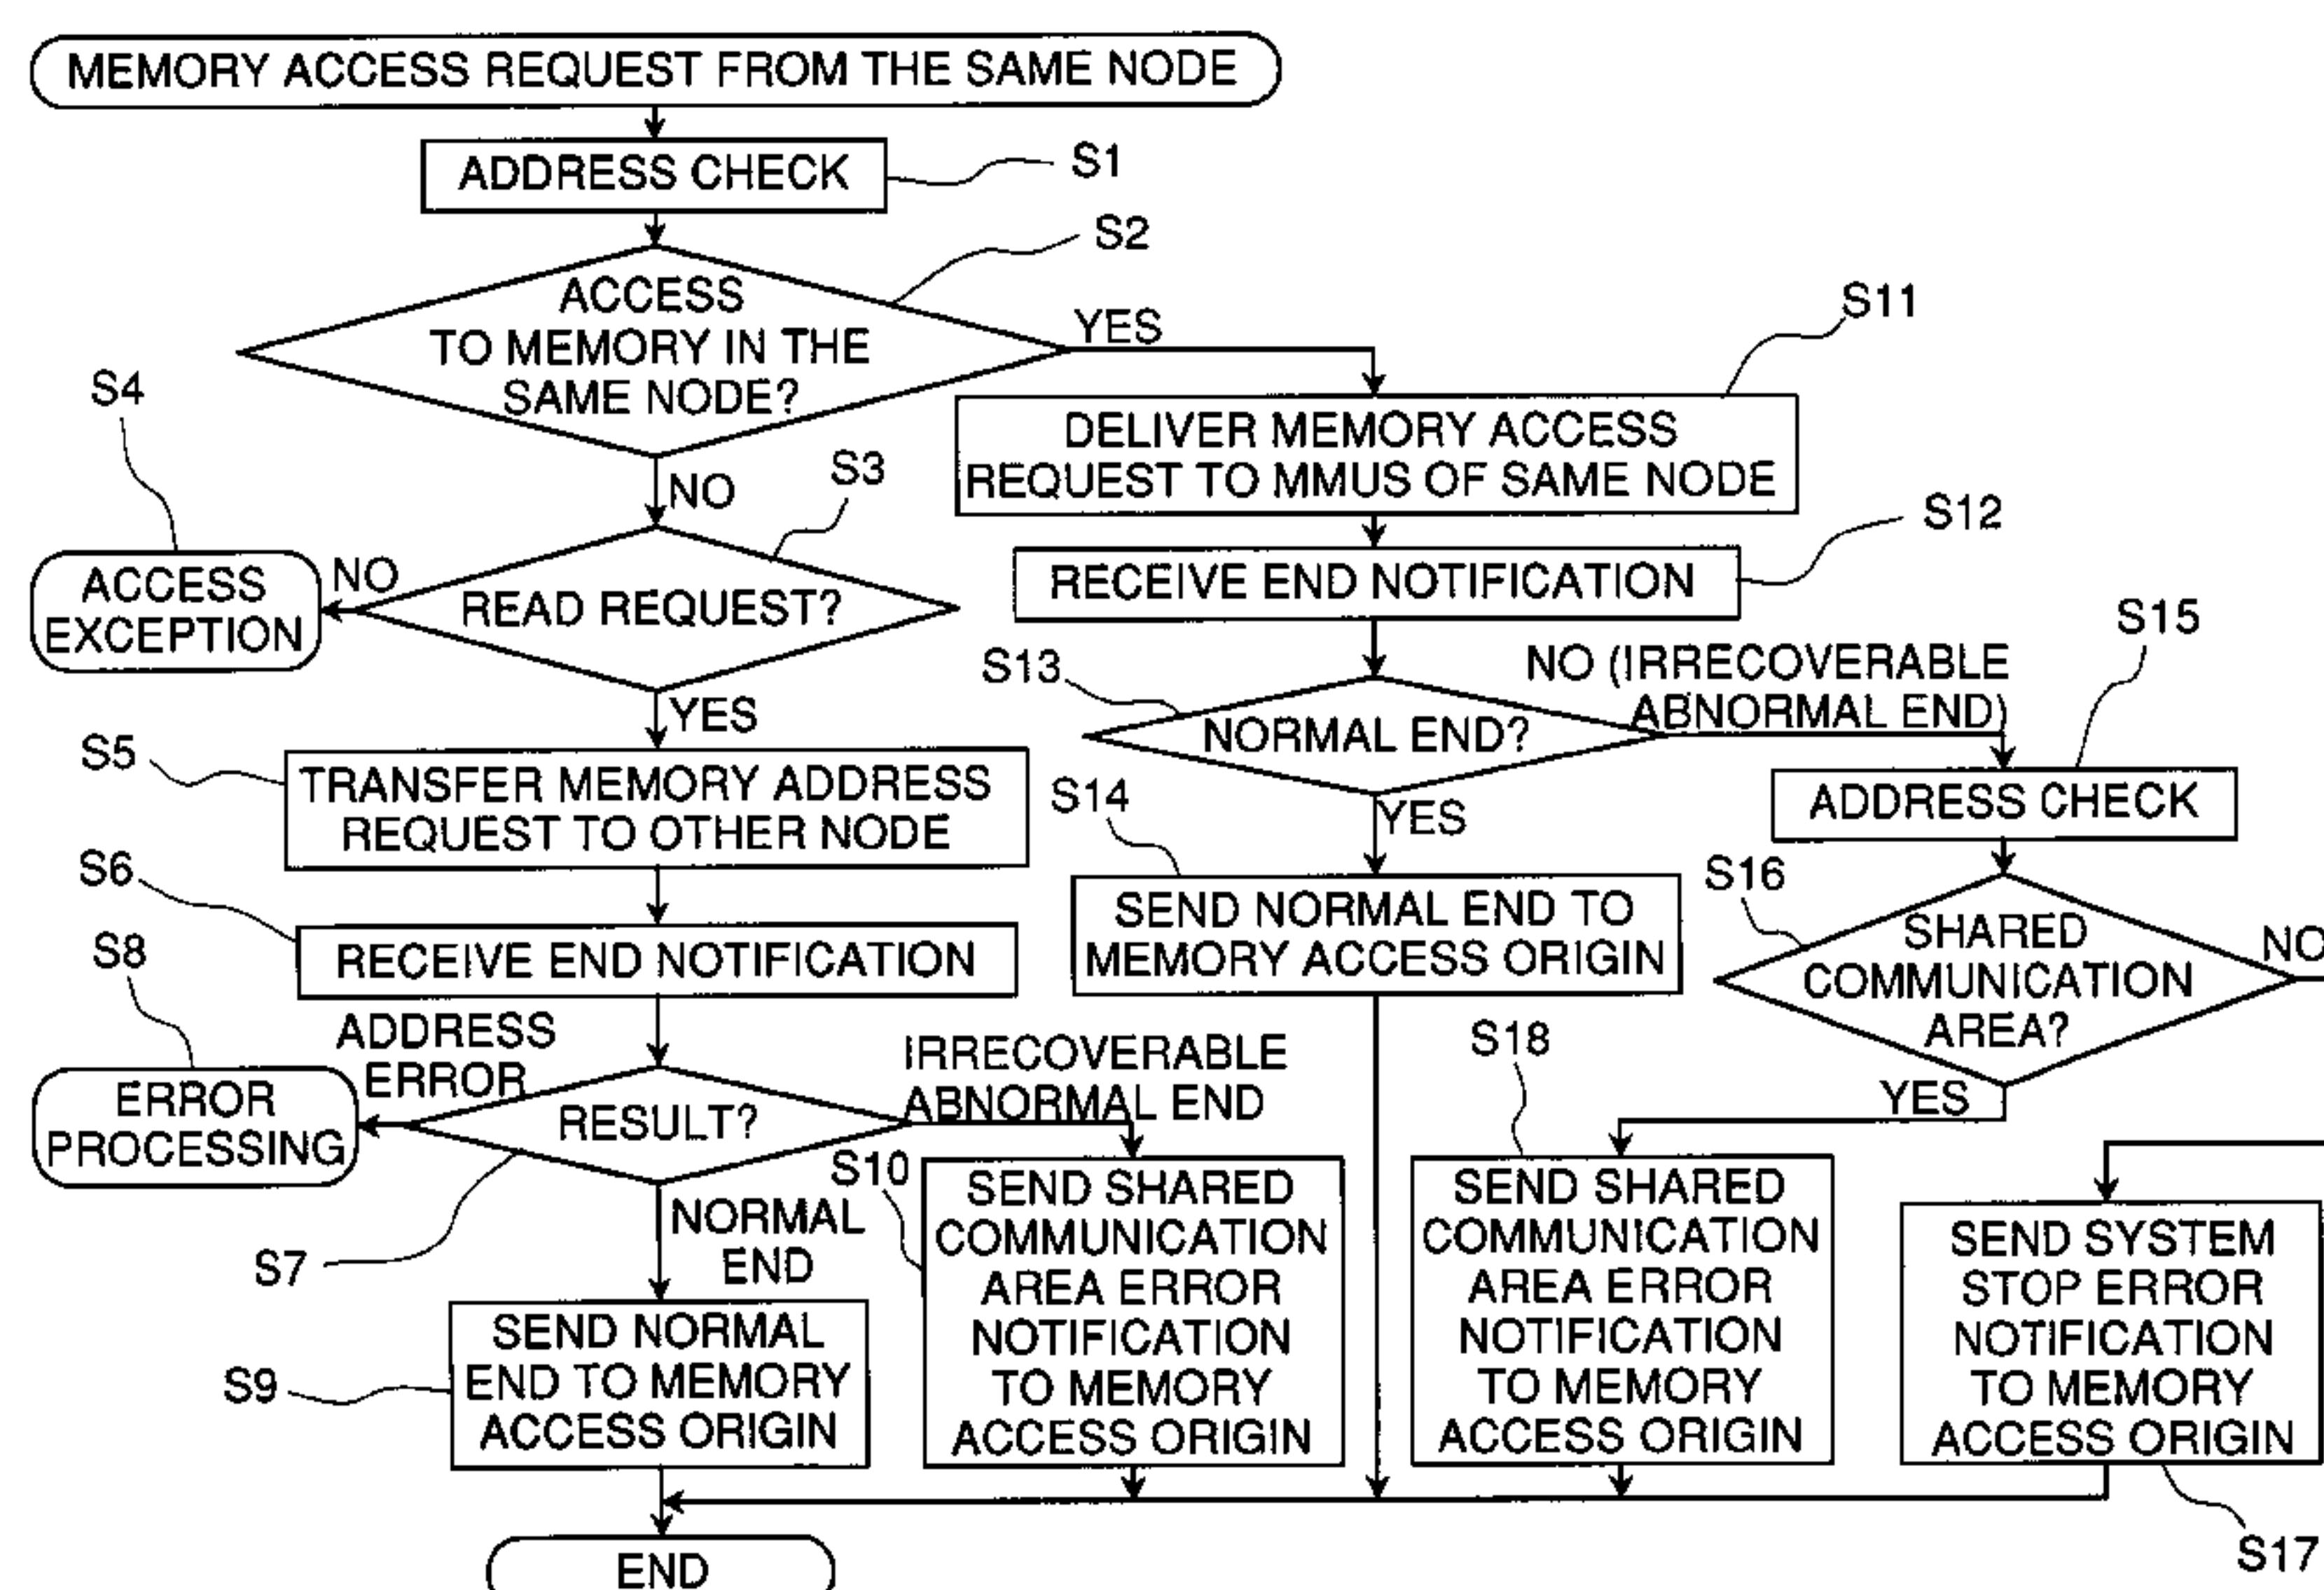 MEMORY ACCESS REQUEST FROM THE SAME NODE
ADDRESS CHECK
S1
S2
ACCESS
TO MEMORY IN THE
SAME NODE?
YES
S11
DELIVER MEMORY ACCESS
REQUEST TO MMUS OF SAME NODE
S4
NO
S3
ACCESS
EXCEPTION
NO
READ REQUEST?
S12
RECEIVE END NOTIFICATION
YES
S13
NORMAL END?
NO (IRRECOVERABLE
ABNORMAL END)
S15
S5
TRANSFER MEMORY ADDRESS
REQUEST TO OTHER NODE
S14
YES
ADDRESS CHECK
S6
RECEIVE END NOTIFICATION
SEND NORMAL END TO
MEMORY ACCESS ORIGIN
S16
SHARED
COMMUNICATION
AREA?
NO
S8
ADDRESS
ERROR
ERROR
PROCESSING
RESULT?
IRRECOVERABLE
ABNORMAL END
S18
YES
S7
NORMAL
END
S10
SEND SHARED
COMMUNICATION
AREA ERROR
NOTIFICATION
TO MEMORY
ACCESS ORIGIN
SEND SHARED
COMMUNICATION
AREA ERROR
NOTIFICATION
TO MEMORY
ACCESS ORIGIN
SEND SYSTEM
STOP ERROR
NOTIFICATION
TO MEMORY
ACCESS ORIGIN
S9
SEND NORMAL
END TO MEMORY
ACCESS ORIGIN
S17
END